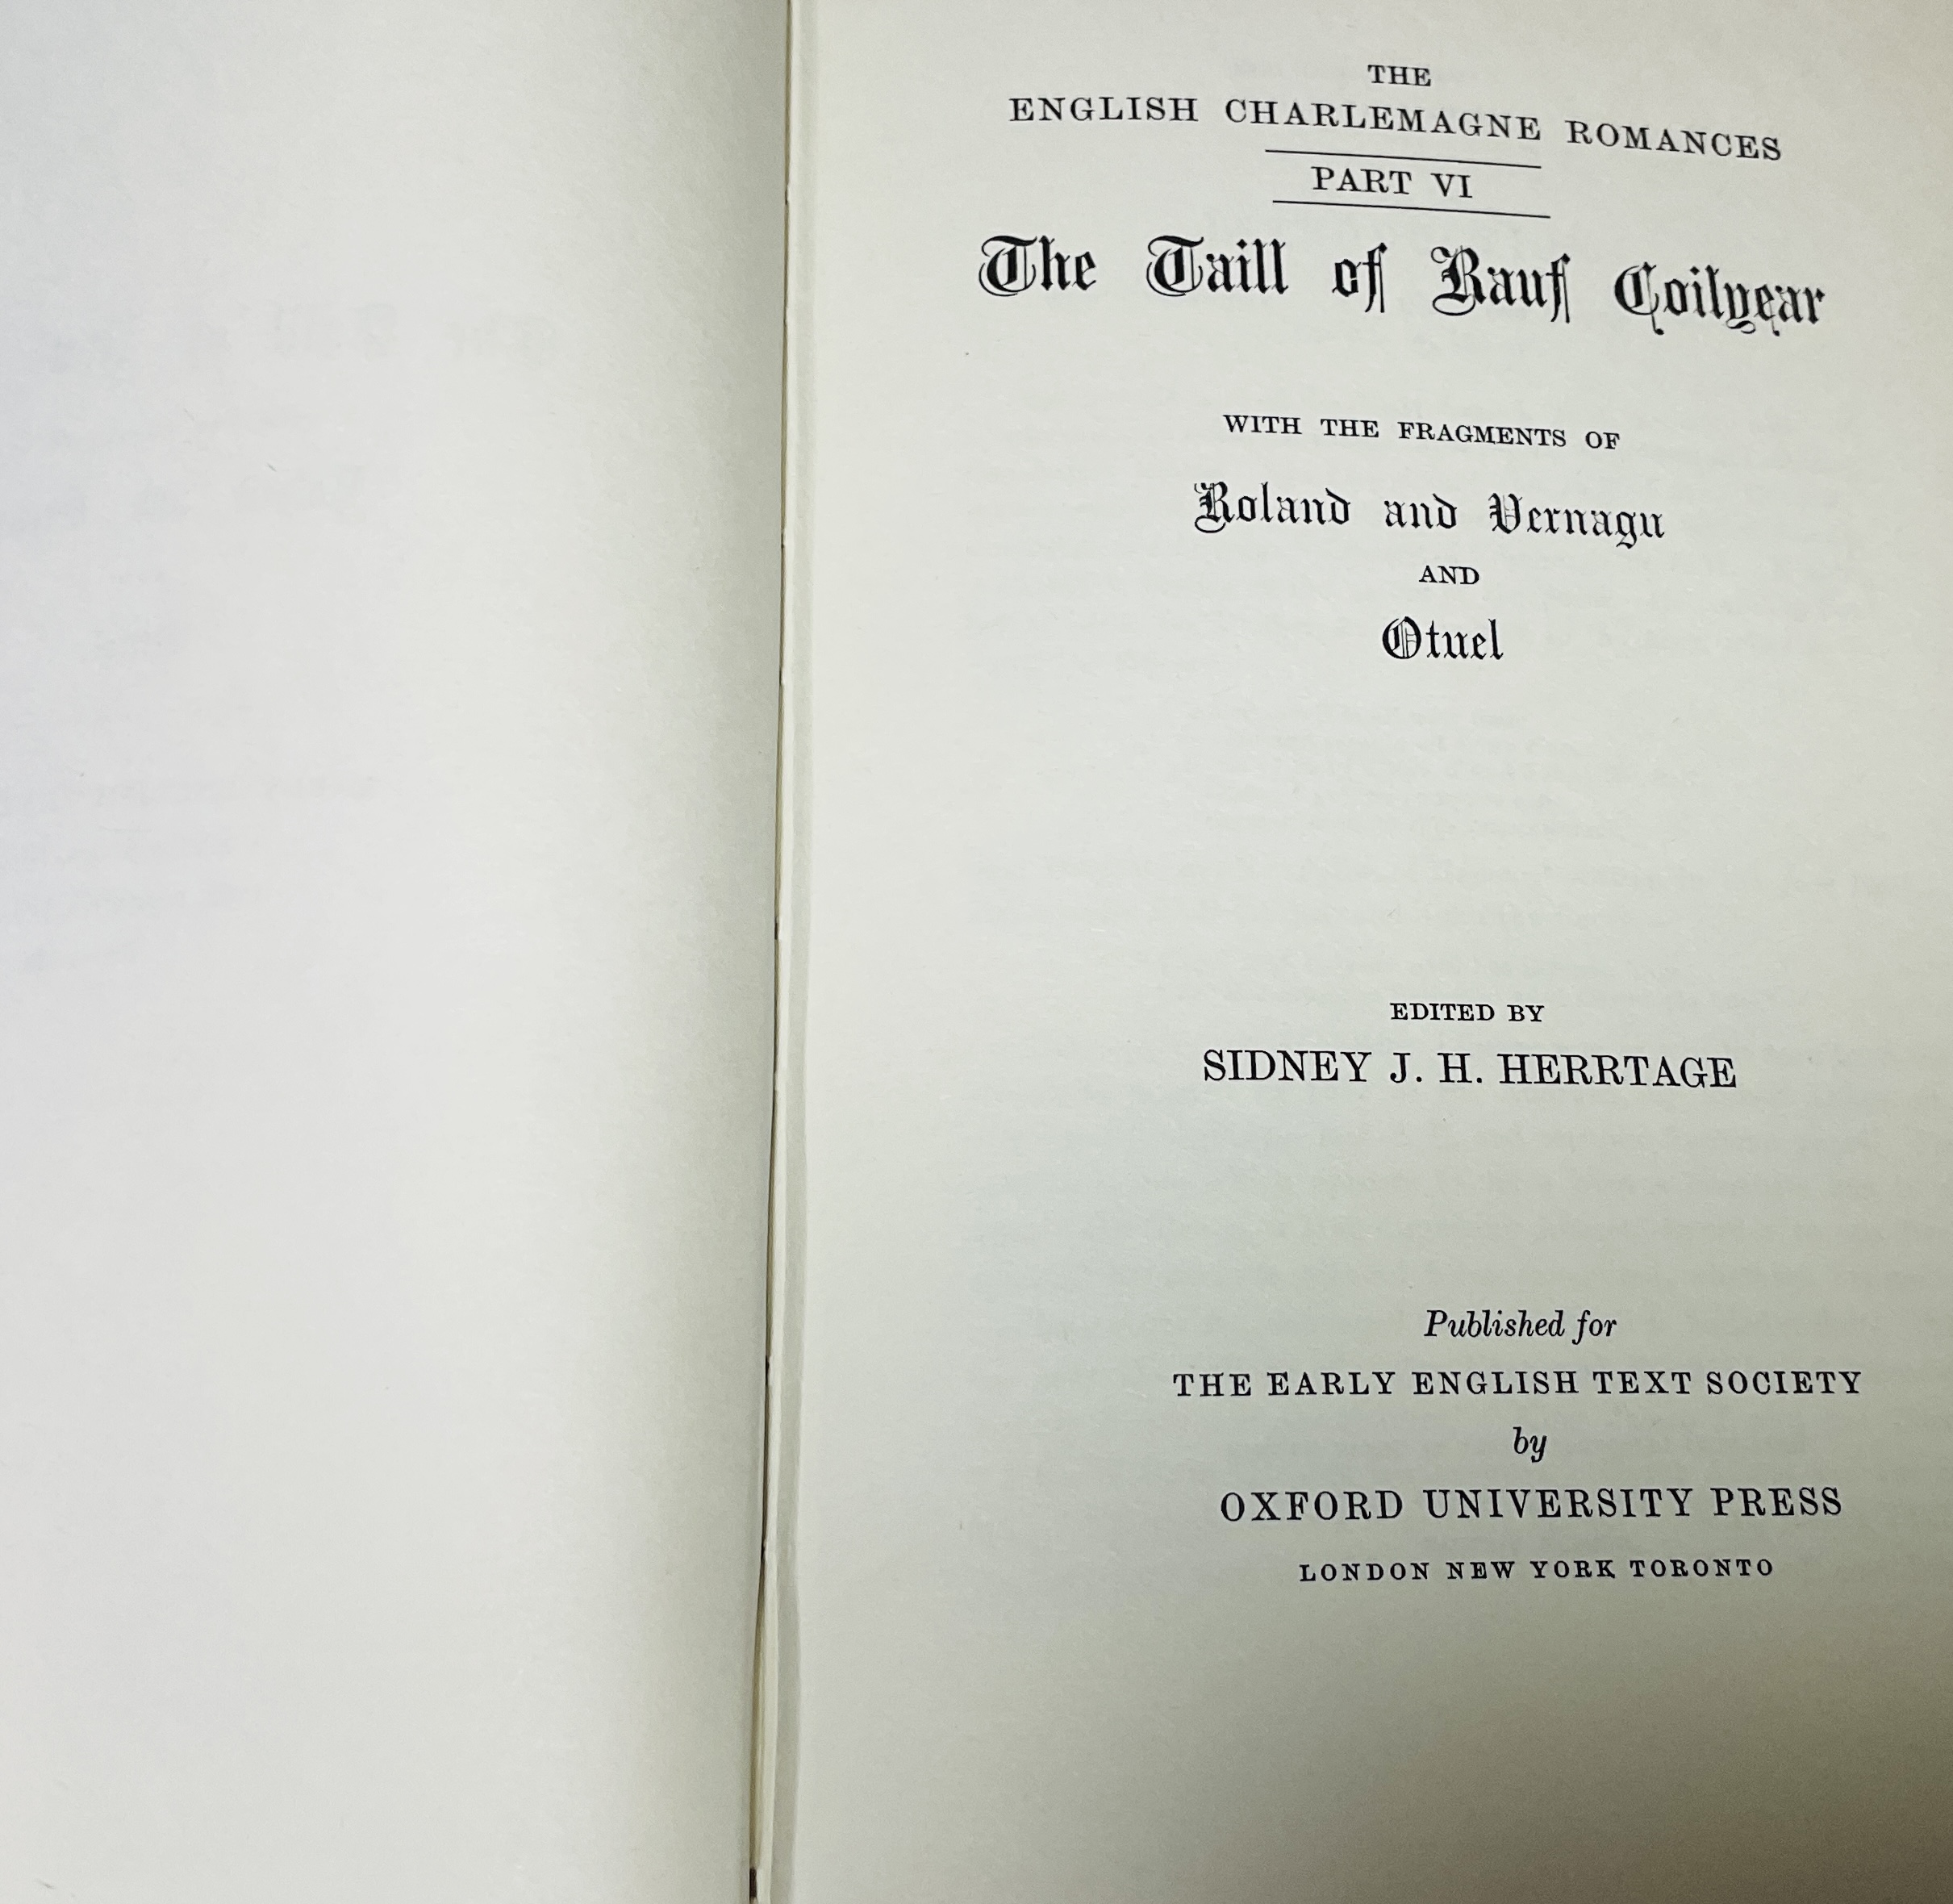 THE
ENGLISH CHARLEMAGNE ROMANCES
PART VI
The Taill of Rauf Coilyear
WITH THE FRAGMENTS OF
Roland and Vernagu
AND
Otuel
EDITED BY
SIDNEY J. H. HERRTAGE
Published for
THE EARLY ENGLISH TEXT SOCIETY
by
OXFORD UNIVERSITY PRESS
LONDON NEW YORK TORONTO